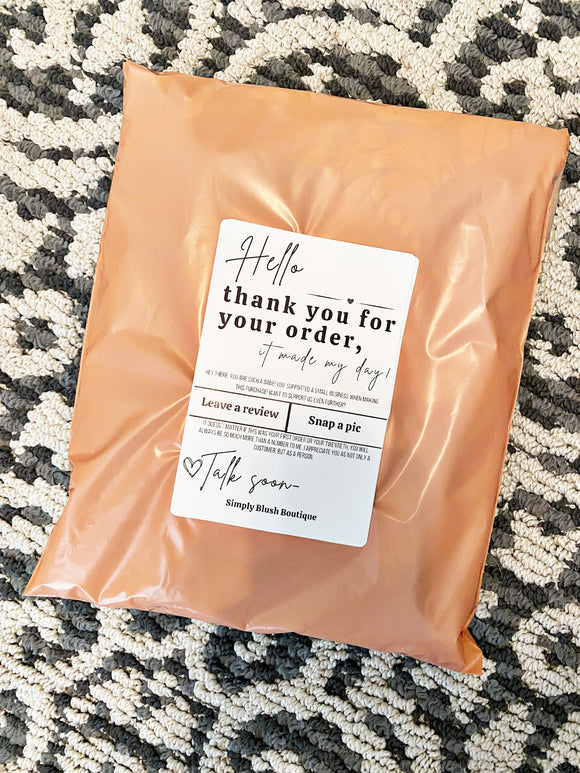 Hello
thank you for
your order,
it made my day!
HEY THERE, YOU ARE SUCH A BABE! YOU SUPPORTED A SMALL BUSINESS WHEN MAKING
THIS PURCHASE! WANT TO SUPPORT US EVEN FURTHER?
Leave a review
Snap a pic
IT DOESN'T MATTER IF THIS WAS YOUR FIRST ORDER OR YOUR TWENTIETH, YOU WILL
ALWAYS BE SO MUCH MORE THAN A NUMBER TO ME. I APPRECIATE YOU AS NOT ONLY A
CUSTOMER, BUT AS A PERSON.
Talk soon-
Simply Blush Boutique